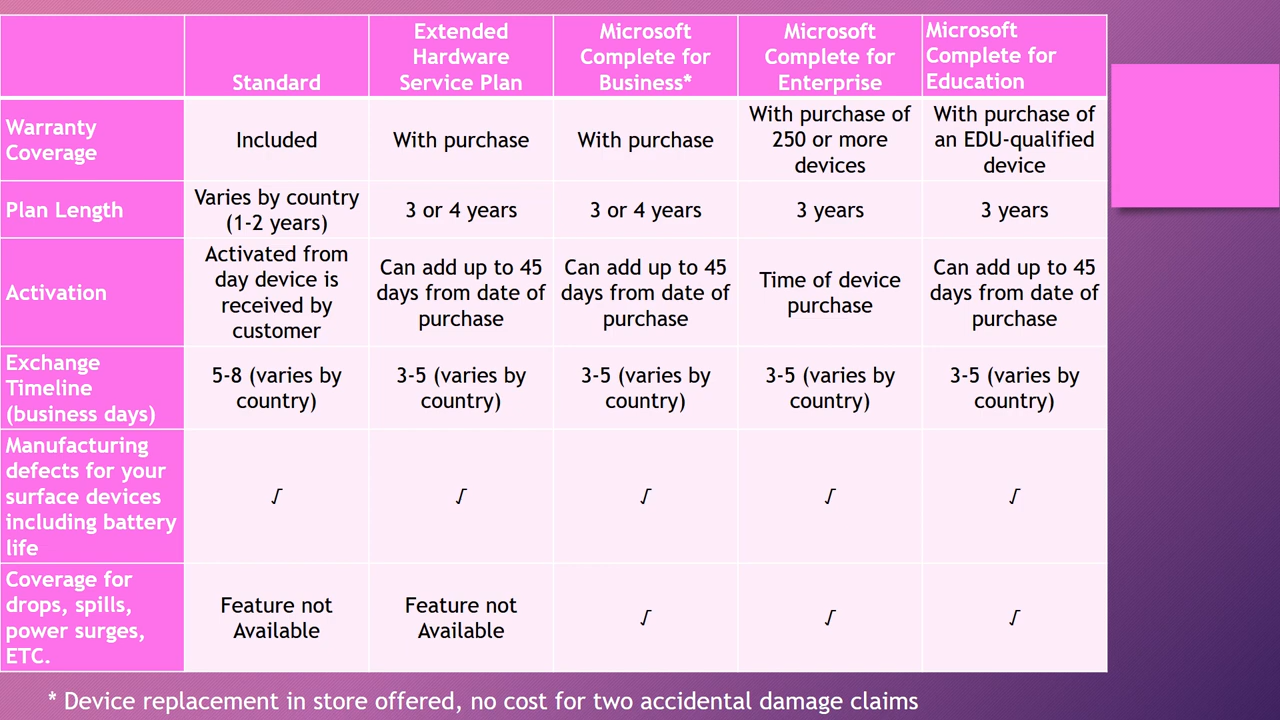 Standard
Extended
Hardware
Service Plan
Microsoft
Complete for
Business*
Microsoft
Complete for
Enterprise
Microsoft
Complete for
Education
Warranty
Coverage
Included
With purchase
With purchase
With purchase of
250 or more
devices
With purchase of
an EDU-qualified
device
Plan Length
Varies by country
(1-2 years)
3 or 4 years
3 or 4 years
3 years
3 years
Activation
Activated from
day device is
received by
customer
Can add up to 45
days from date of
purchase
Can add up to 45
days from date of
purchase
Time of device
purchase
Can add up to 45
days from date of
purchase
Exchange
Timeline
(business days)
5-8 (varies by
country)
3-5 (varies by
country)
3-5 (varies by
country)
3-5 (varies by
country)
3-5 (varies by
country)
Manufacturing
defects for your
surface devices
including battery
life
√
√
√
√
√
Coverage for
drops, spills,
power surges,
ETC.
Feature not
Available
Feature not
Available
√
√
√
* Device replacement in store offered, no cost for two accidental damage claims